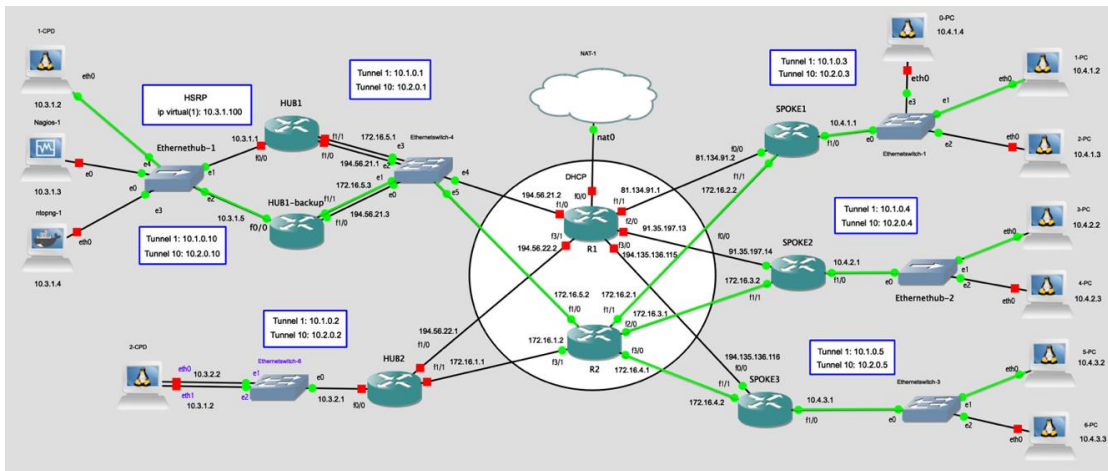 1-CPD
eth0
10.3.1.2
Nagios-1
e0
10.3.1.3
ntopng-1
eth0
10.3.1.4
HSRP
ip virtual(1): 10.3.1.100
Ethernethub-1
e4
e0
e3
e1
e2
Tunnel 1: 10.1.0.10
Tunnel 10: 10.2.0.10
HUB1
10.3.1.1
f0/0
f1/1
f1/0
HUB1-backup
10.3.1.5
f0/0
f1/1
f1/0
Tunnel 1: 10.1.0.1
Tunnel 10: 10.2.0.1
172.16.5.1
194.56.21.1
172.16.5.3
194.56.21.3
Ethernetswitch-4
e3
e2
e1
e0
e4
e5
NAT-1
nat0
DHCP
f0/0
194.56.21.2
f1/0
R1
f1/1
81.134.91.1
f2/0
91.35.197.13
f3/0
194.135.136.115
f3/1
194.56.22.2
172.16.5.2
f1/0
172.16.2.1
f1/1
f2/0
172.16.3.1
f3/0
172.16.4.1
172.16.1.2
f3/1
R2
Tunnel 1: 10.1.0.2
Tunnel 10: 10.2.0.2
2-CPD
eth0
10.3.2.2
eth1
10.3.1.2
Ethernetswitch-6
e1
e2
e0
10.3.2.1
f0/0
HUB2
194.56.22.1
f1/0
f1/1
172.16.1.1
Tunnel 1: 10.1.0.3
Tunnel 10: 10.2.0.3
SPOKE1
f0/0
81.134.91.2
f1/1
172.16.2.2
10.4.1.1
f1/0
0-PC
10.4.1.4
eth0
e3
e0
e1
e2
Ethernetswitch-1
1-PC
eth0
10.4.1.2
2-PC
eth0
10.4.1.3
Tunnel 1: 10.1.0.4
Tunnel 10: 10.2.0.4
SPOKE2
f0/0
91.35.197.14
172.16.3.2
f1/1
10.4.2.1
f1/0
e0
e1
e2
Ethernethub-2
3-PC
eth0
10.4.2.2
4-PC
eth0
10.4.2.3
Tunnel 1: 10.1.0.5
Tunnel 10: 10.2.0.5
194.135.136.116
f0/0
SPOKE3
f1/1
172.16.4.2
10.4.3.1
f1/0
Ethernetswitch-3
e0
e1
e2
5-PC
10.4.3.2
eth0
6-PC
eth0
10.4.3.3